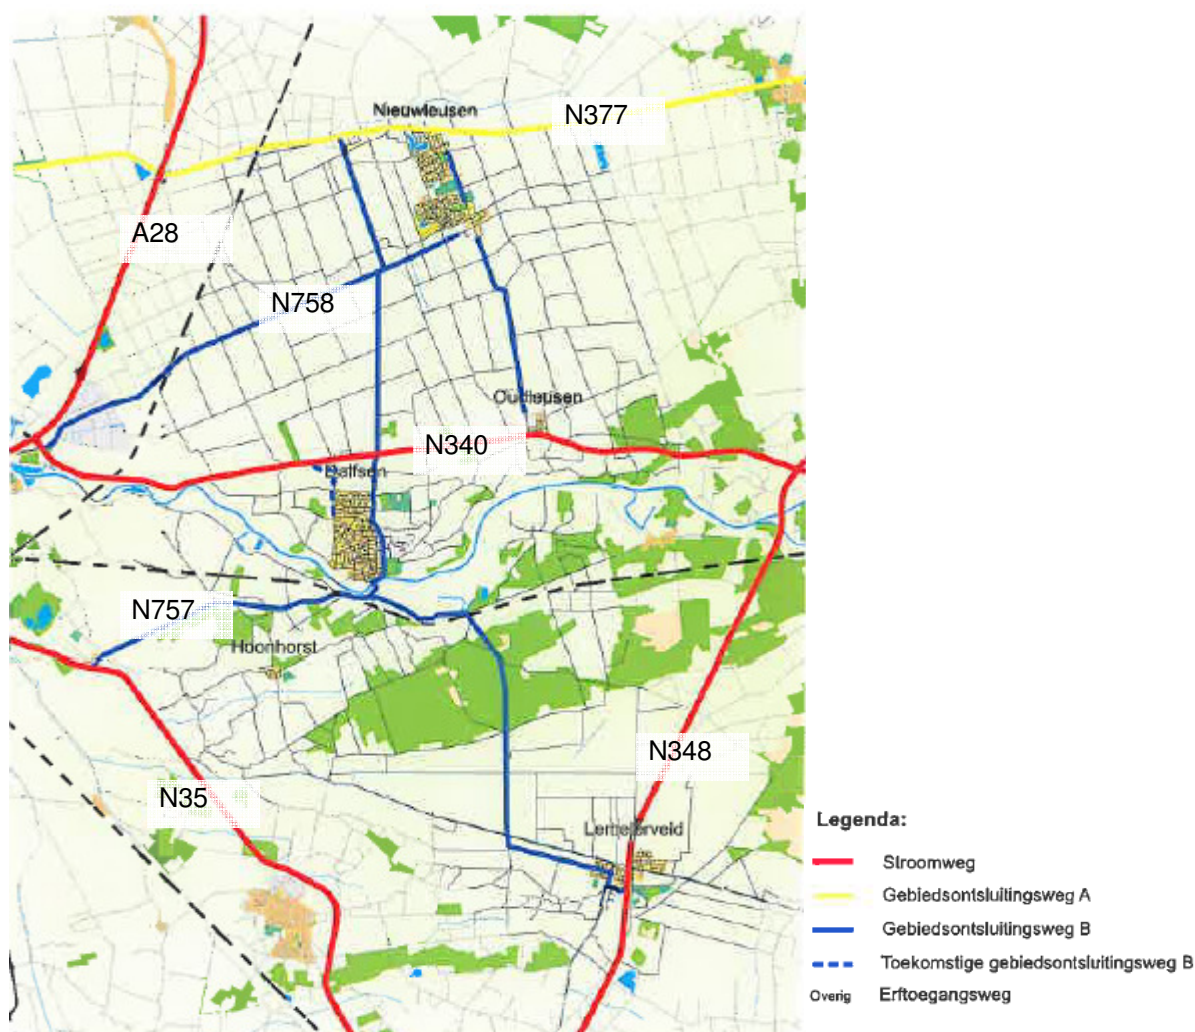 Nieuwleusen
N377
A28
N758
Oudleusen
N340
Dalfsen
N757
Hoonhorst
N348
N35
Lemelerveld
Legenda:
Stroomweg
Gebiedsontsluitingsweg A
Gebiedsontsluitingsweg B
Toekomstige gebiedsontsluitingsweg B
Overig Erftoegangsweg